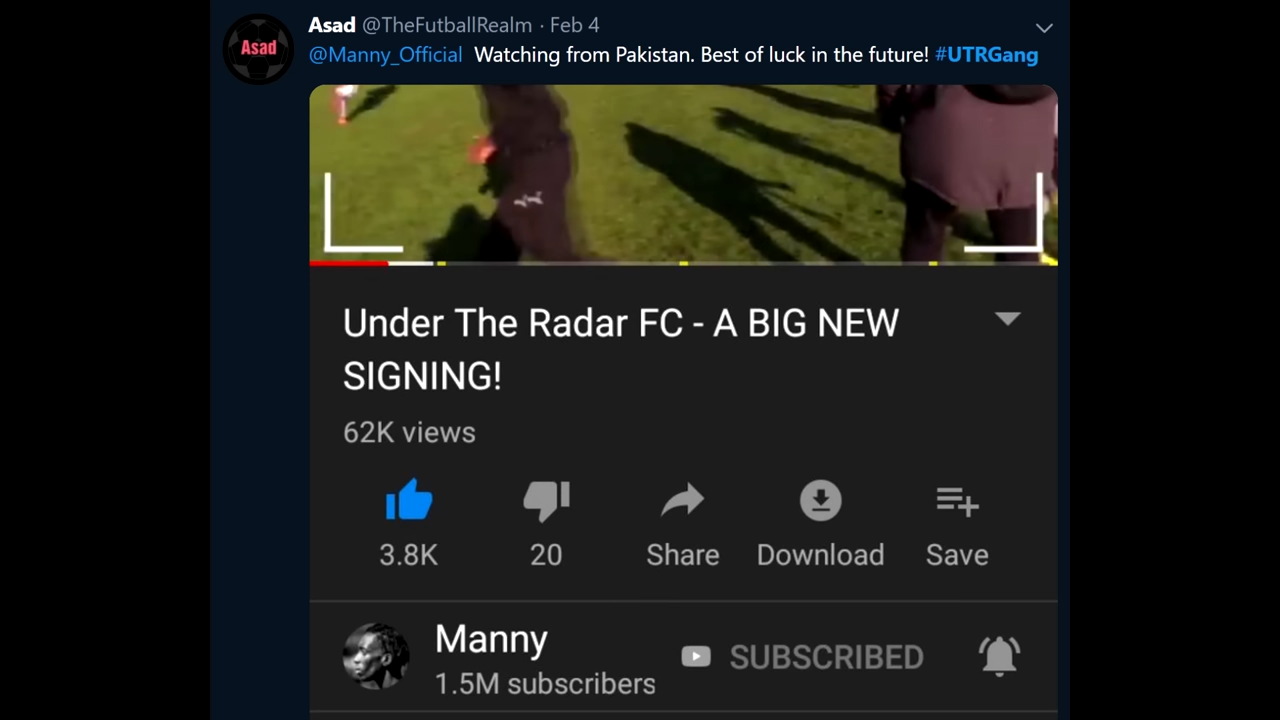 Asad @TheFutballRealm · Feb 4
Asad
@Manny_Official Watching from Pakistan. Best of luck in the future! #UTRGang
Under The Radar FC - A BIG NEW
SIGNING!
62K views
3.8K 20 Share Download Save
Manny
SUBSCRIBED
1.5M subscribers